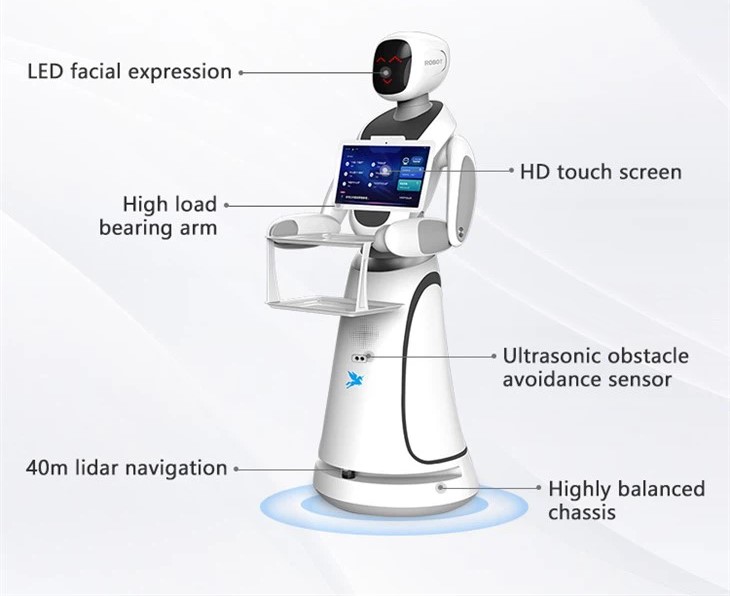 LED facial expression
ROBOT
HD touch screen
High load
bearing arm
Ultrasonic obstacle
avoidance sensor
40m lidar navigation
Highly balanced
chassis